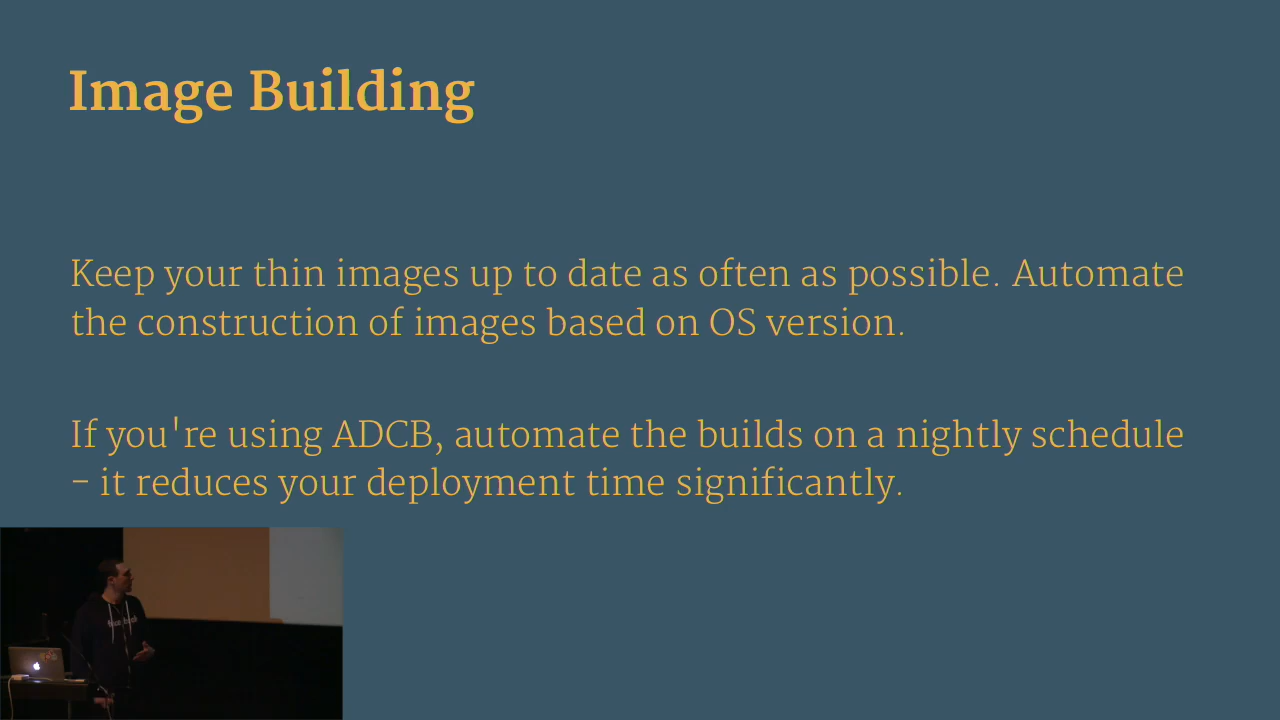 Image Building
Keep your thin images up to date as often as possible. Automate
the construction of images based on OS version.
If you're using ADCB, automate the builds on a nightly schedule
– it reduces your deployment time significantly.